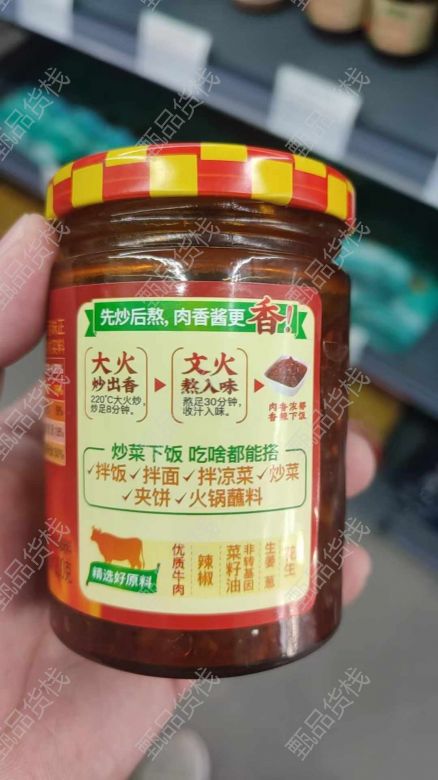 先炒后熬,肉香酱更香!
大火
炒出香
220℃大火炒,
炒足8分钟。
文火
熬入味
熬足30分钟,
收汁入味。
肉香浓郁
香辣下饭
炒菜下饭 吃啥都能搭
✓拌饭✓拌面✓拌凉菜✓炒菜
✓夹饼✓火锅蘸料
精选好原料
优质牛肉
辣椒
非转基因
菜籽油
生姜 葱
花生
甄品货栈